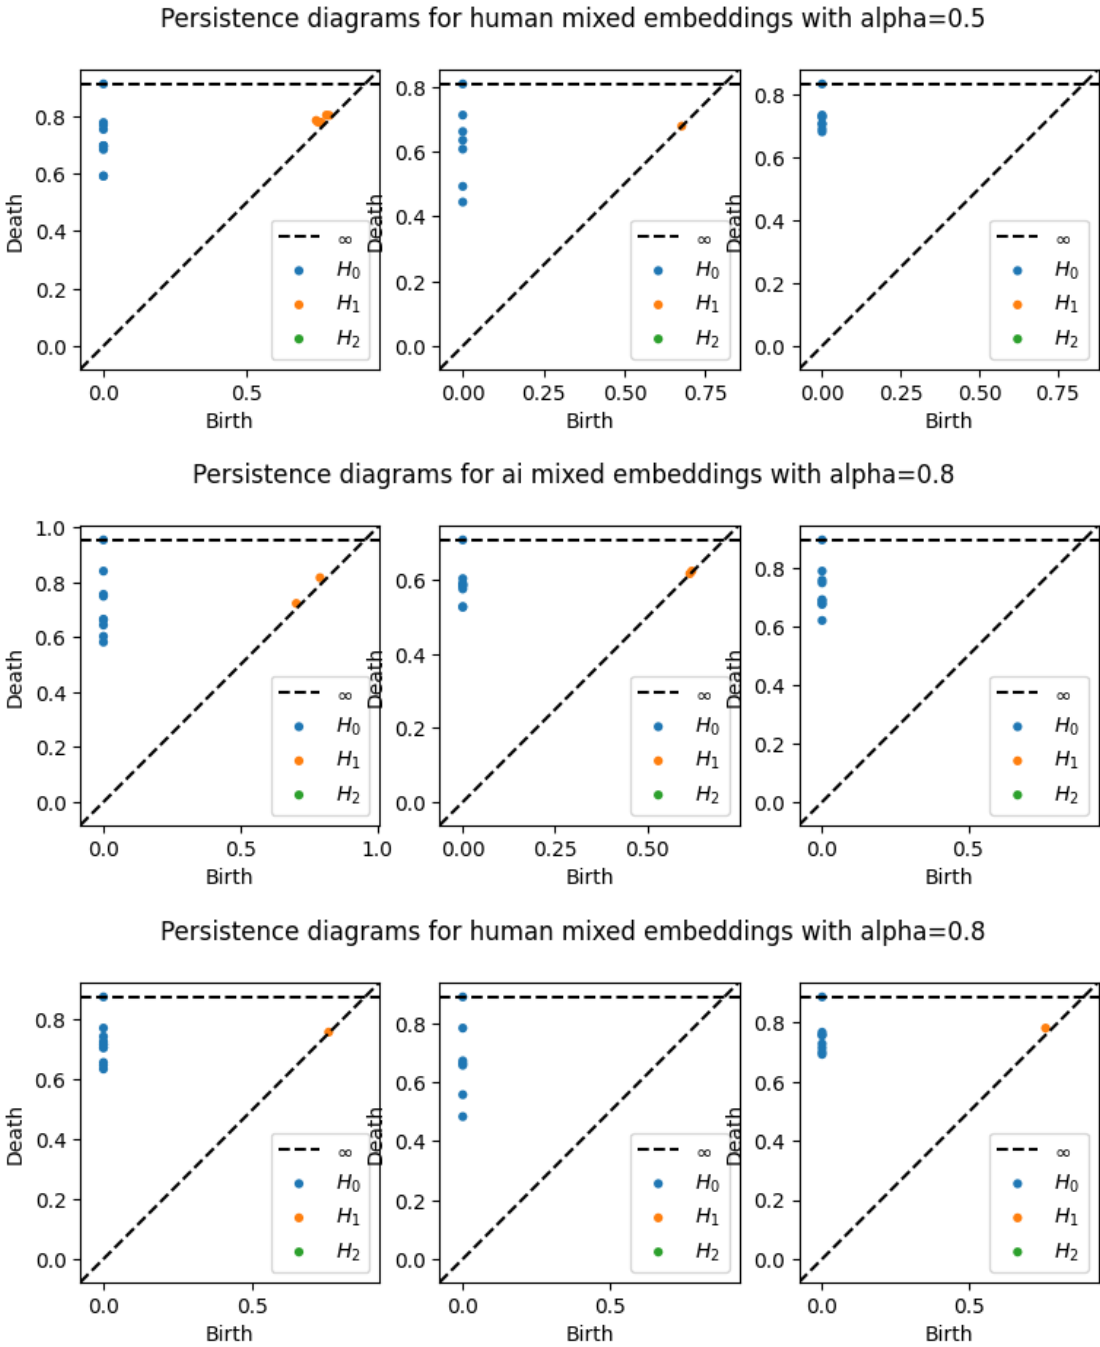 Persistence diagrams for human mixed embeddings with alpha=0.5
0.8
0.6
0.4
0.2
0.0
Death
0.0 0.5
Birth
∞
H0
H1
H2
0.8
0.6
0.4
0.2
0.0
Death
0.00 0.25 0.50 0.75
Birth
∞
H0
H1
H2
0.8
0.6
0.4
0.2
0.0
Death
0.00 0.25 0.50 0.75
Birth
∞
H0
H1
H2
Persistence diagrams for ai mixed embeddings with alpha=0.8
1.0
0.8
0.6
0.4
0.2
0.0
Death
0.0 0.5 1.0
Birth
∞
H0
H1
H2
0.6
0.4
0.2
0.0
Death
0.00 0.25 0.50
Birth
∞
H0
H1
H2
0.8
0.6
0.4
0.2
0.0
Death
0.0 0.5
Birth
∞
H0
H1
H2
Persistence diagrams for human mixed embeddings with alpha=0.8
0.8
0.6
0.4
0.2
0.0
Death
0.0 0.5
Birth
∞
H0
H1
H2
0.8
0.6
0.4
0.2
0.0
Death
0.0 0.5
Birth
∞
H0
H1
H2
0.8
0.6
0.4
0.2
0.0
Death
0.0 0.5
Birth
∞
H0
H1
H2